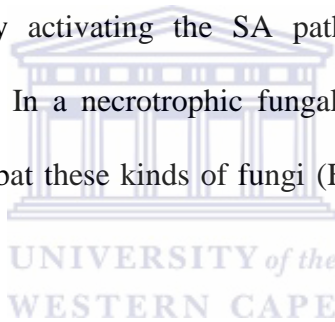 y activating the SA path
In a necrotrophic fungal
bat these kinds of fungi (
UNIVERSITY of the
WESTERN CAPE